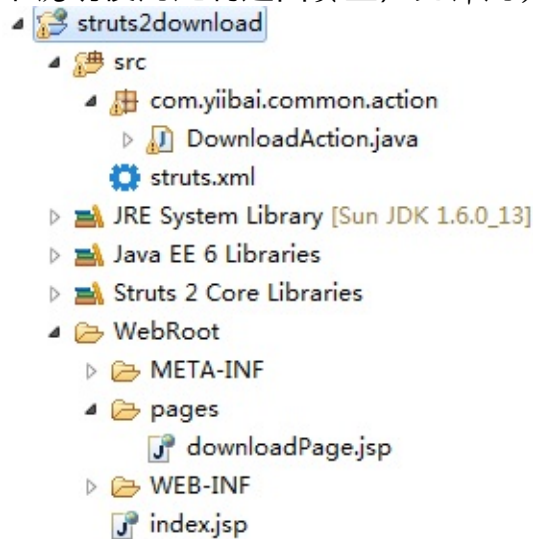 struts2download
src
com.yiibai.common.action
DownloadAction.java
struts.xml
JRE System Library [Sun JDK 1.6.0_13]
Java EE 6 Libraries
Struts 2 Core Libraries
WebRoot
META-INF
pages
downloadPage.jsp
WEB-INF
index.jsp